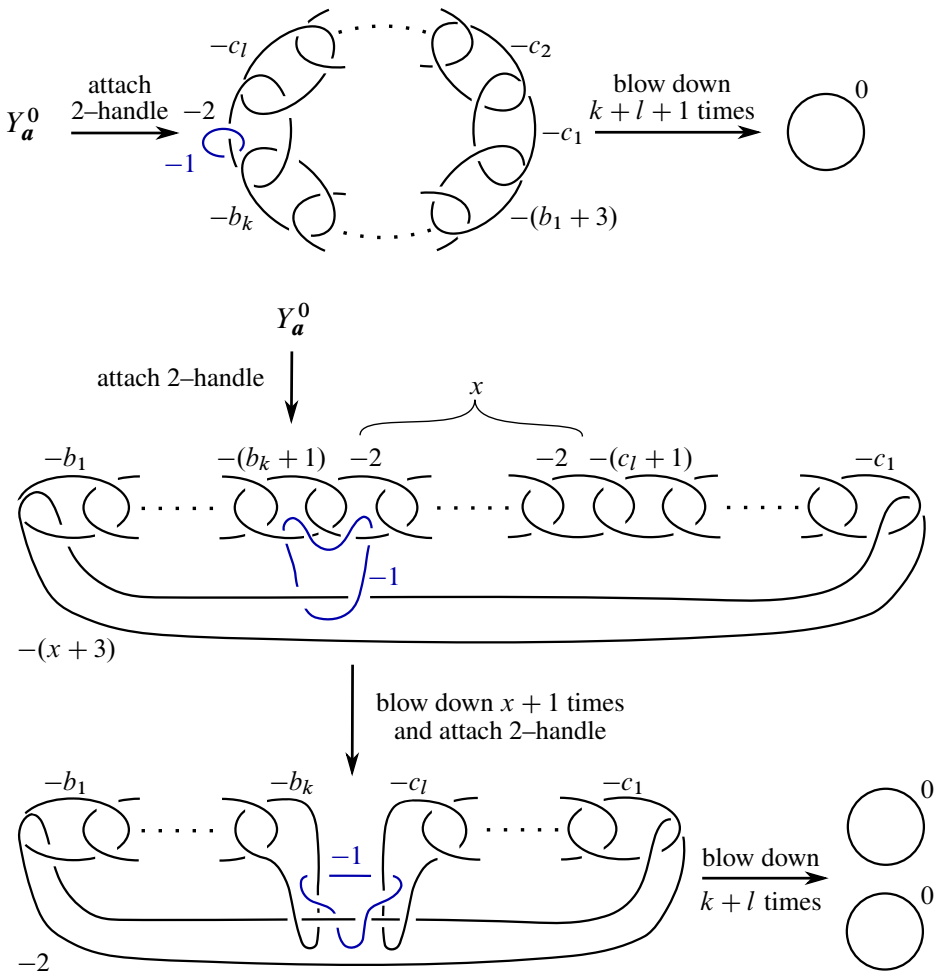 −c_l
−c_2
attach
2–handle
Y_a^0
−2
−1
−c_1
blow down
k + l + 1 times
0
−b_k
−(b_1 + 3)
Y_a^0
attach 2–handle
x
−b_1
−(b_k + 1)
−2
−2
−(c_l + 1)
−c_1
−1
−(x + 3)
blow down x + 1 times
and attach 2–handle
−b_1
−b_k
−c_l
−c_1
0
−1
blow down
k + l times
0
−2